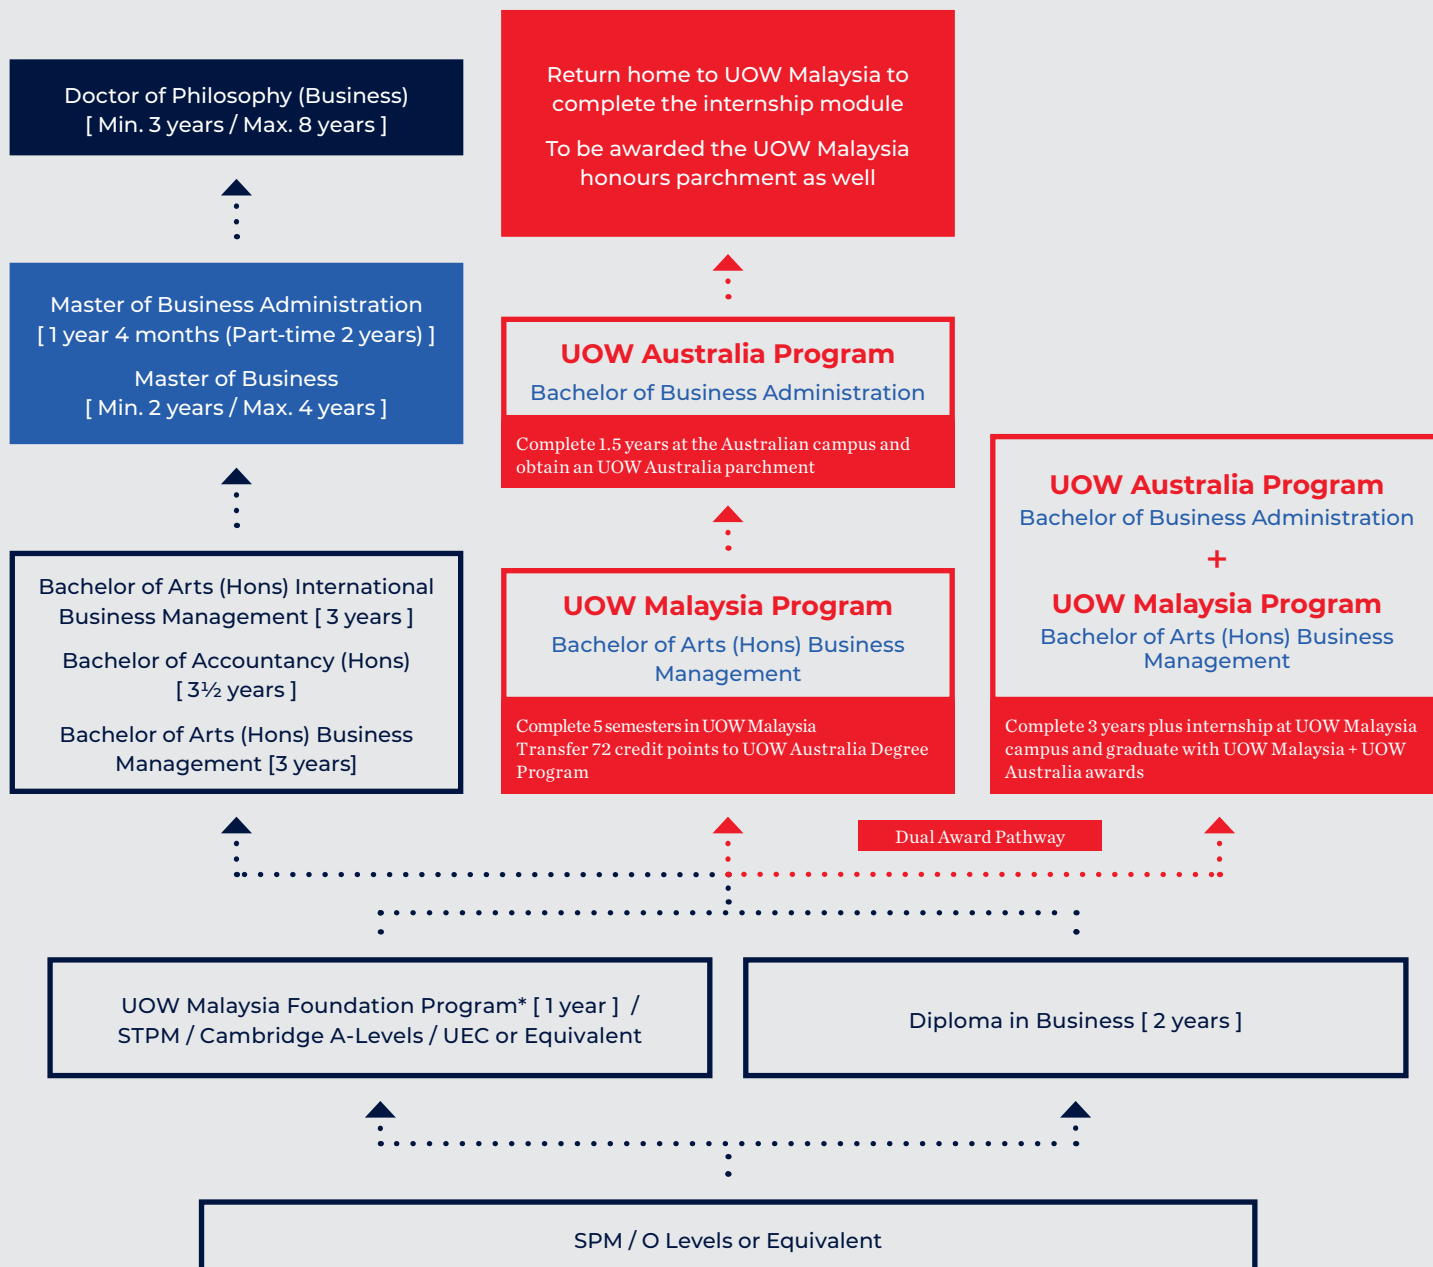 Doctor of Philosophy (Business)
[ Min. 3 years / Max. 8 years ]
Master of Business Administration
[ 1 year 4 months (Part-time 2 years) ]
Master of Business
[ Min. 2 years / Max. 4 years ]
Bachelor of Arts (Hons) International
Business Management [ 3 years ]
Bachelor of Accountancy (Hons)
[ 3½ years ]
Bachelor of Arts (Hons) Business
Management [3 years]
Return home to UOW Malaysia to
complete the internship module
To be awarded the UOW Malaysia
honours parchment as well
UOW Australia Program
Bachelor of Business Administration
Complete 1.5 years at the Australian campus and
obtain an UOW Australia parchment
UOW Malaysia Program
Bachelor of Arts (Hons) Business
Management
Complete 5 semesters in UOW Malaysia
Transfer 72 credit points to UOW Australia Degree
Program
UOW Australia Program
Bachelor of Business Administration
+
UOW Malaysia Program
Bachelor of Arts (Hons) Business
Management
Complete 3 years plus internship at UOW Malaysia
campus and graduate with UOW Malaysia + UOW
Australia awards
Dual Award Pathway
UOW Malaysia Foundation Program* [ 1 year ] /
STPM / Cambridge A-Levels / UEC or Equivalent
Diploma in Business [ 2 years ]
SPM / O Levels or Equivalent